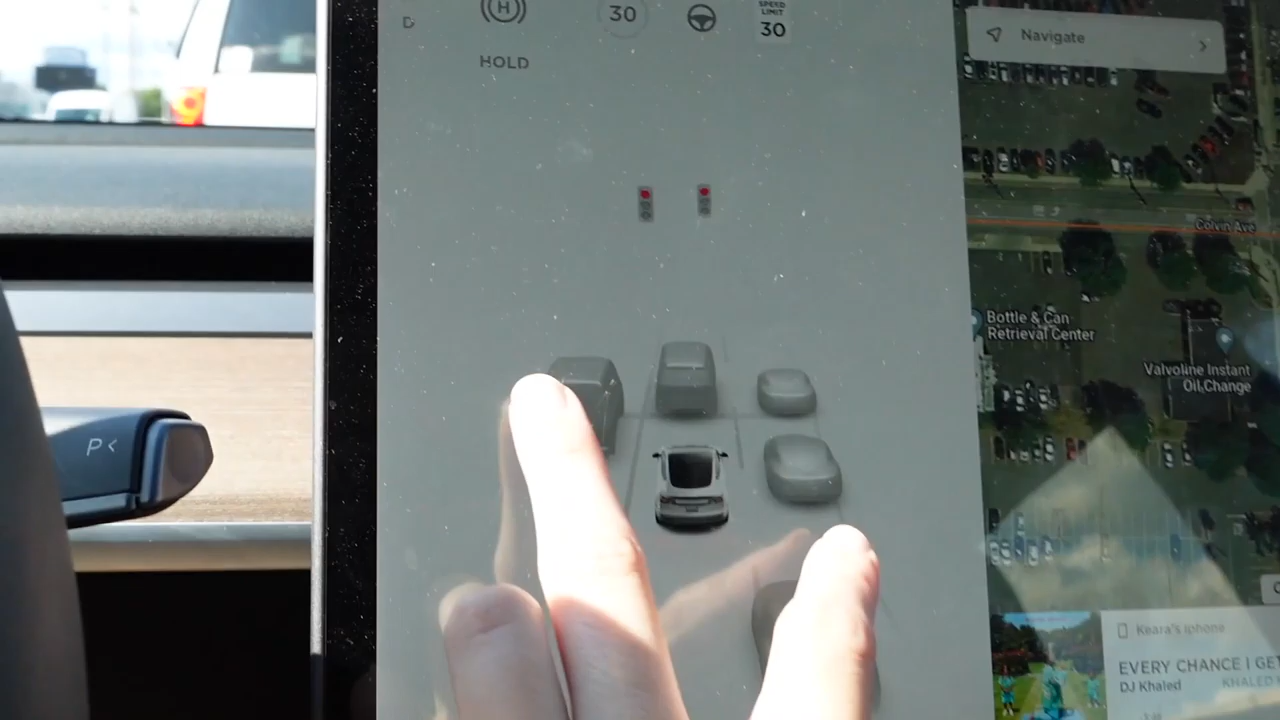 D
H
HOLD
30
SPEED
LIMIT
30
Navigate
Colvin Ave
Bottle & Can
Retrieval Center
Valvoline Instant
Oil Change
P<
Keara's iPhone
EVERY CHANCE I GET
DJ Khaled KHALED